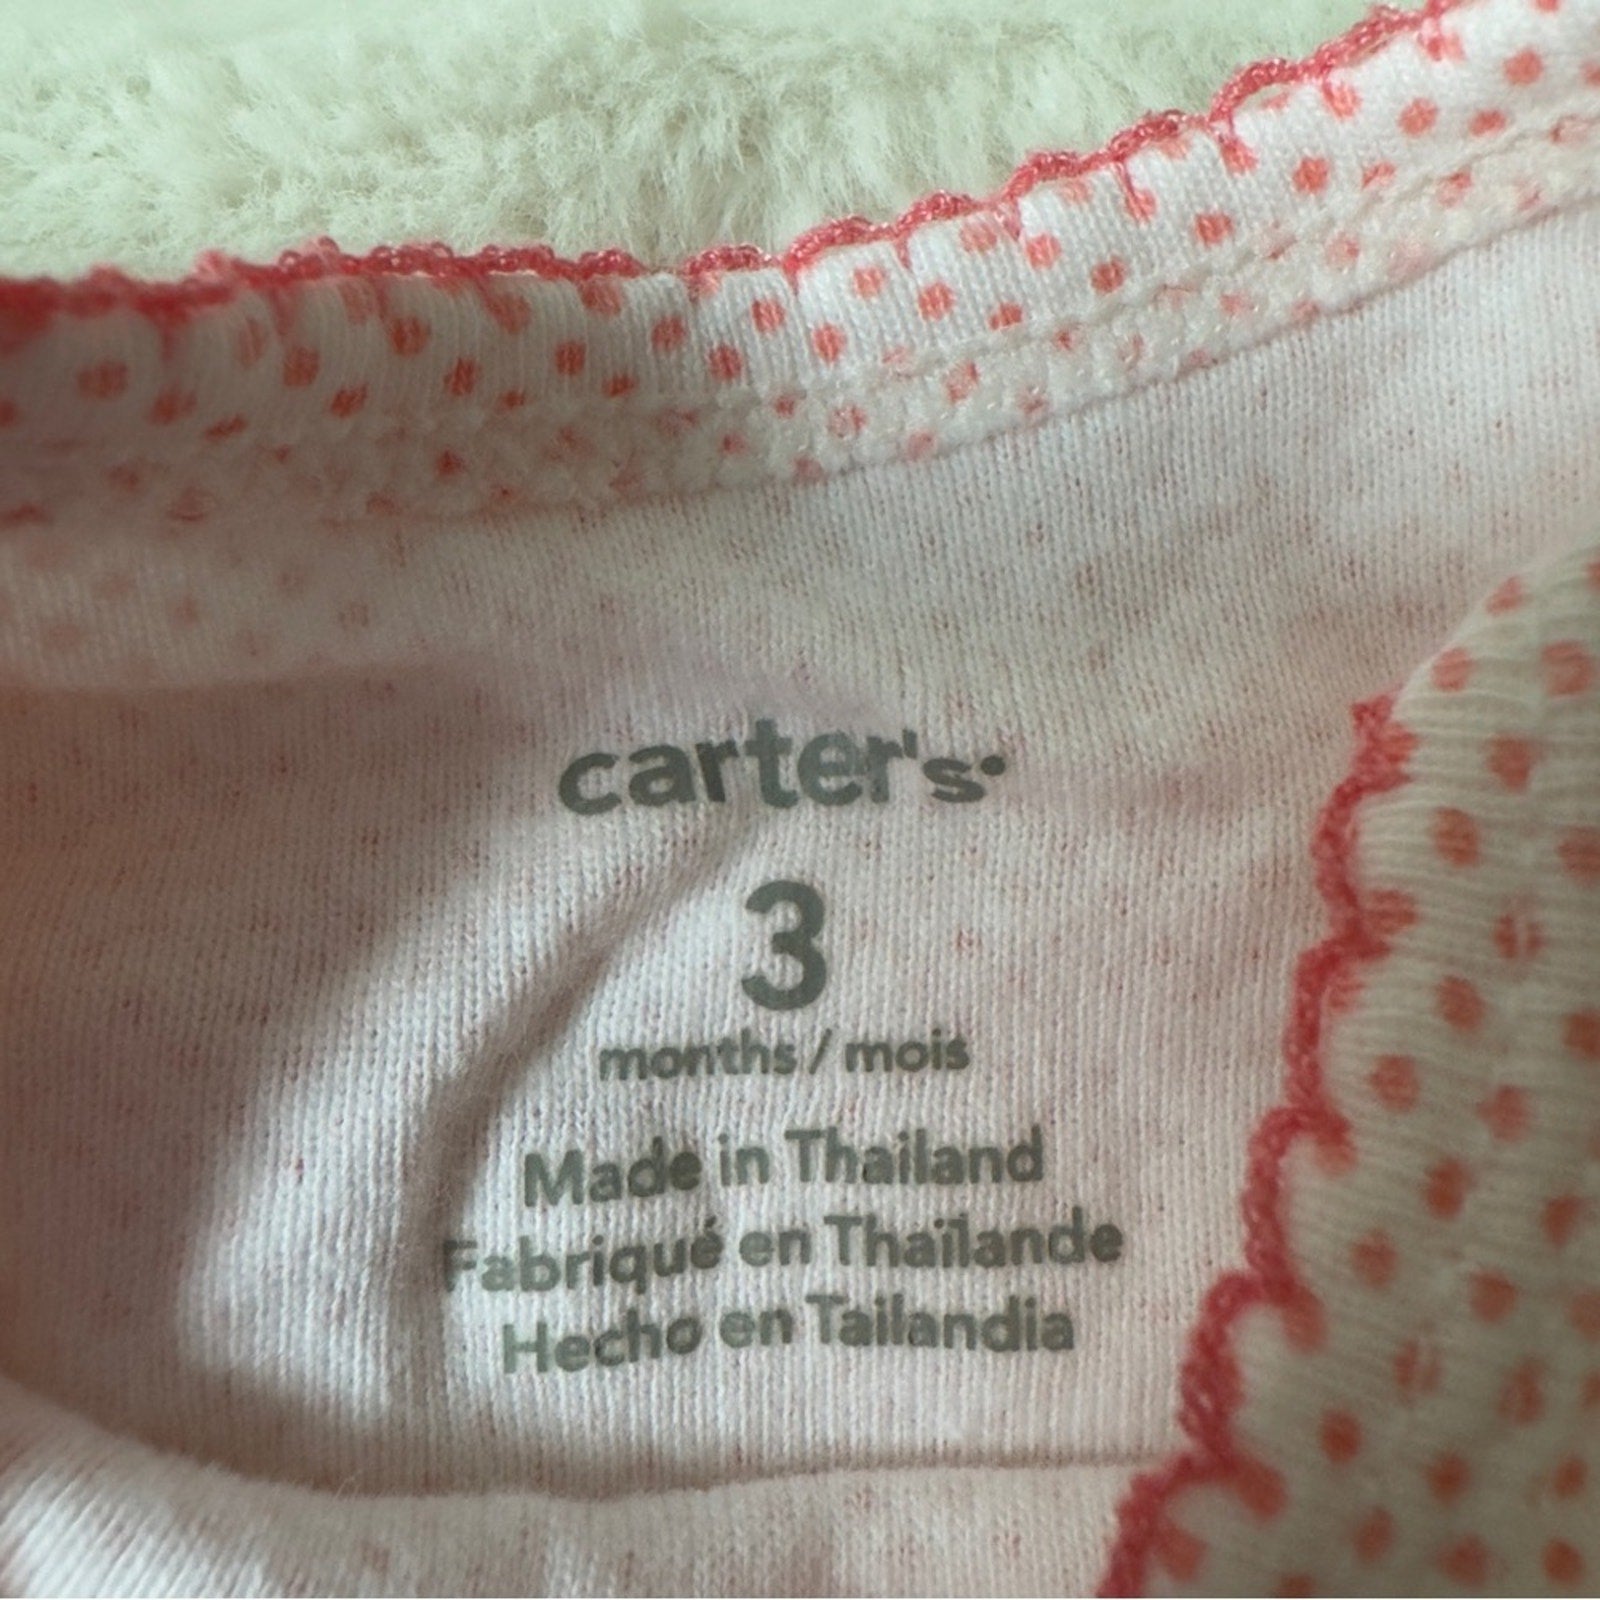 carter's
3
months / mois
Made in Thailand
Fabriqué en Thaïlande
Hecho en Tailandia